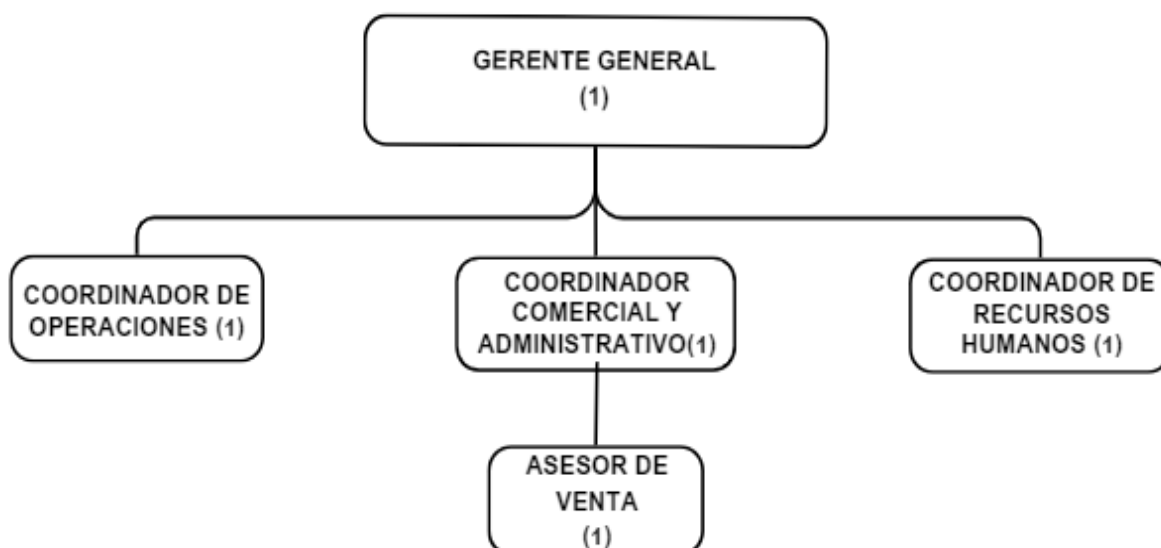 GERENTE GENERAL
(1)
COORDINADOR DE
OPERACIONES (1)
COORDINADOR
COMERCIAL Y
ADMINISTRATIVO(1)
COORDINADOR DE
RECURSOS
HUMANOS (1)
ASESOR DE
VENTA
(1)